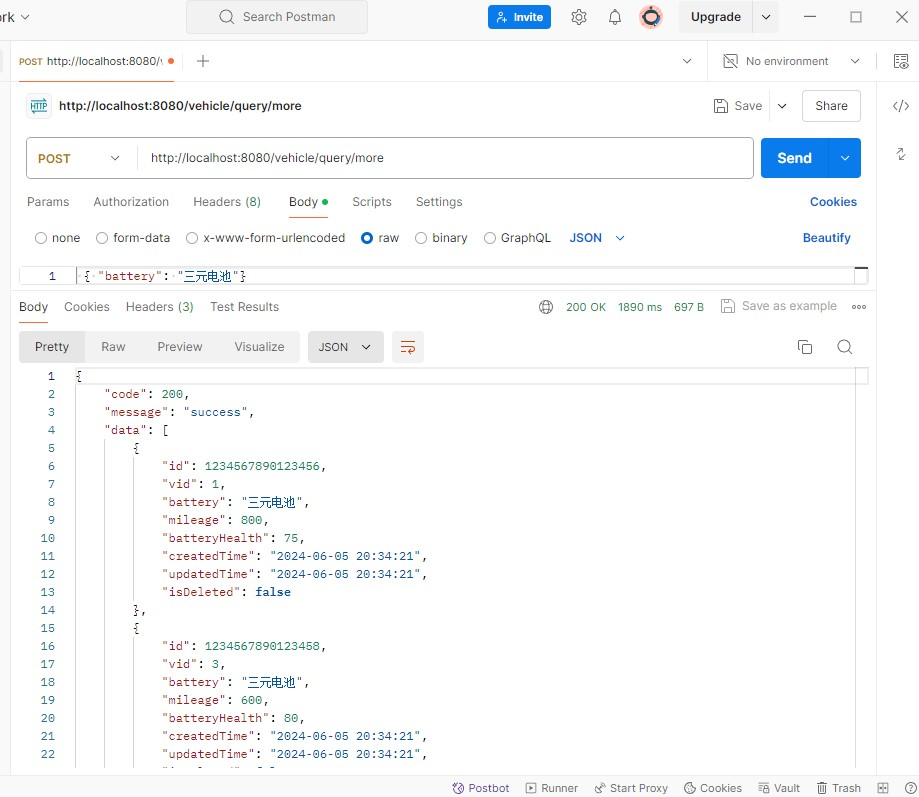 rk
Search Postman
Invite
Upgrade
POST http://localhost:8080/
No environment
HTTP
http://localhost:8080/vehicle/query/more
Save
Share
POST
http://localhost:8080/vehicle/query/more
Send
Params Authorization Headers (8) Body Scripts Settings Cookies
none form-data x-www-form-urlencoded raw binary GraphQL JSON Beautify
1 { "battery": "三元电池"}
Body Cookies Headers (3) Test Results 200 OK 1890 ms 697 B Save as example
Pretty Raw Preview Visualize JSON
1 {
2 "code": 200,
3 "message": "success",
4 "data": [
5 {
6 "id": 1234567890123456,
7 "vid": 1,
8 "battery": "三元电池",
9 "mileage": 800,
10 "batteryHealth": 75,
11 "createdTime": "2024-06-05 20:34:21",
12 "updatedTime": "2024-06-05 20:34:21",
13 "isDeleted": false
14 },
15 {
16 "id": 1234567890123458,
17 "vid": 3,
18 "battery": "三元电池",
19 "mileage": 600,
20 "batteryHealth": 80,
21 "createdTime": "2024-06-05 20:34:21",
22 "updatedTime": "2024-06-05 20:34:21",
Postbot Runner Start Proxy Cookies Vault Trash